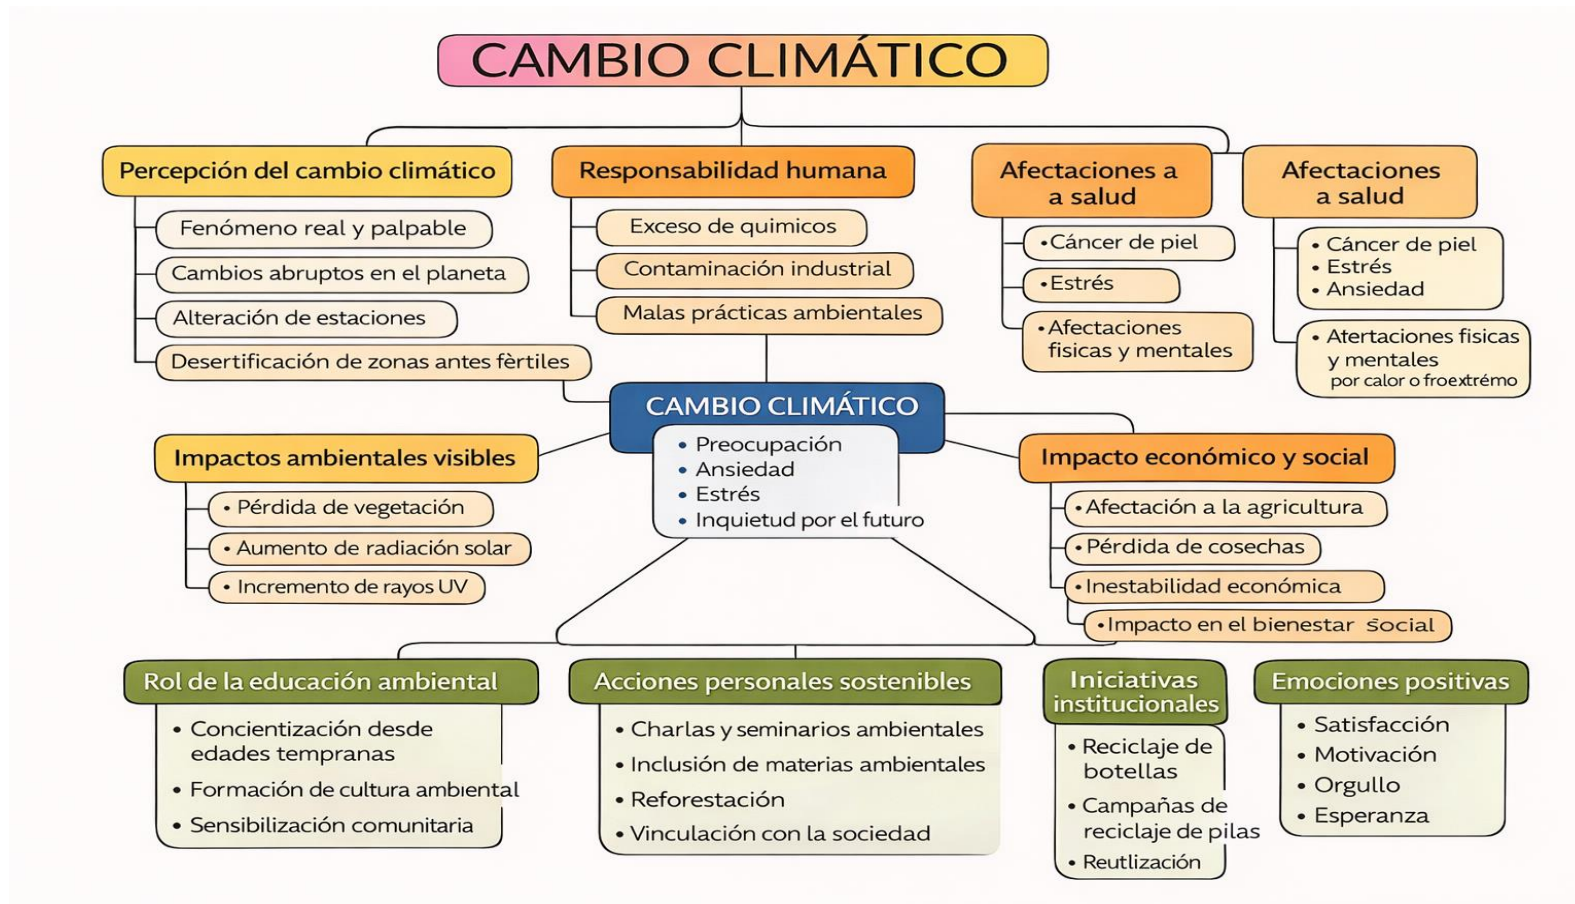 CAMBIO CLIMÁTICO
Percepción del cambio climático
Fenómeno real y palpable
Cambios abruptos en el planeta
Alteración de estaciones
Desertificación de zonas antes fèrtiles
Responsabilidad humana
Exceso de quimicos
Contaminación industrial
Malas prácticas ambientales
Afectaciones a
a salud
•Cáncer de piel
•Estrés
•Afectaciones
fisicas y mentales
Afectaciones
a salud
• Cáncer de piel
• Estrés
• Ansiedad
• Atertaciones fisicas
y mentales
por calor o froextrémo
CAMBIO CLIMÁTICO
• Preocupación
• Ansiedad
• Estrés
• Inquietud por el futuro
Impactos ambientales visibles
• Pérdida de vegetación
• Aumento de radiación solar
• Incremento de rayos UV
Impacto económico y social
• Afectación a la agricultura
• Pérdida de cosechas
• Inestabilidad económica
• Impacto en el bienestar social
Rol de la educación ambiental
• Concientización desde
edades tempranas
• Formación de cultura ambiental
• Sensibilización comunitaria
Acciones personales sostenibles
• Charlas y seminarios ambientales
• Inclusión de materias ambientales
• Reforestación
• Vinculación con la sociedad
Iniciativas
institucionales
• Reciclaje de
botellas
• Campañas de
reciclaje de pilas
• Reutlización
Emociones positivas
• Satisfacción
• Motivación
• Orgullo
• Esperanza